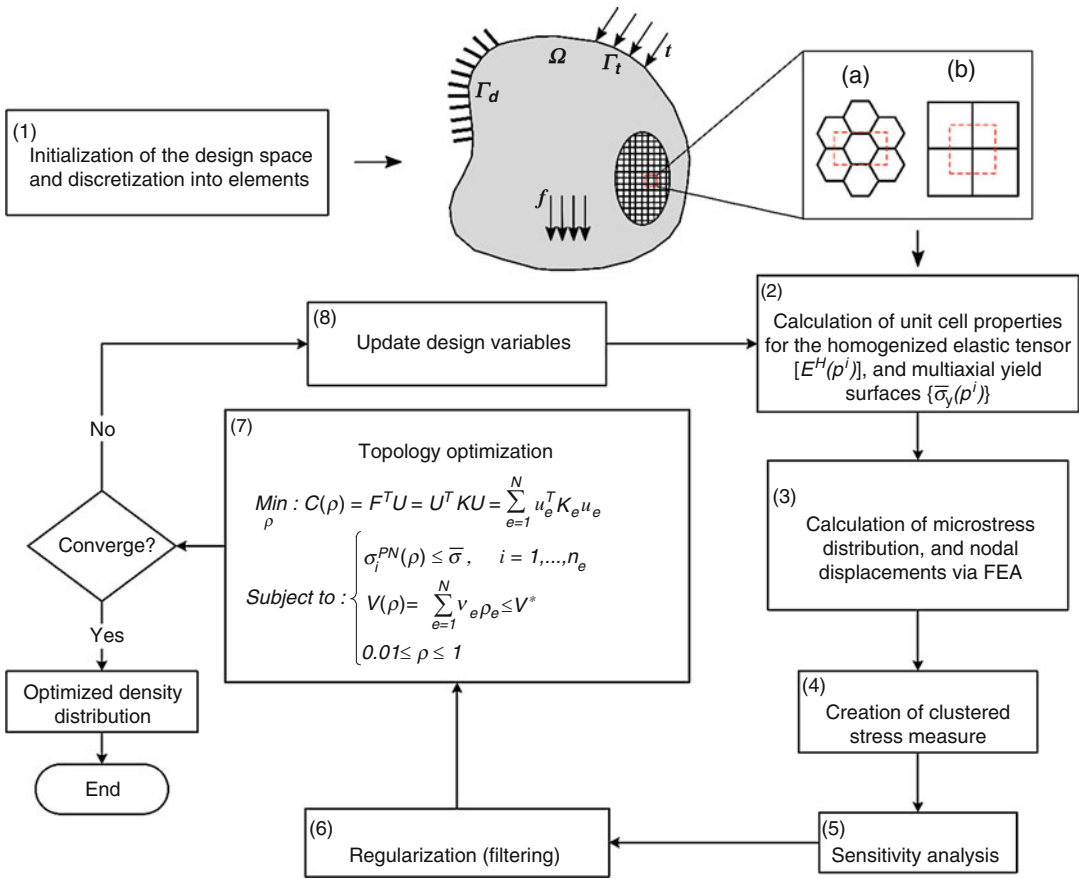 (1)
Initialization of the design space
and discretization into elements
Ω
Γd
Γt
t
f
(a)
(b)
(2)
Calculation of unit cell properties
for the homogenized elastic tensor
[E^H(p^i)], and multiaxial yield
surfaces {σ̅_y(p^i)}
(3)
Calculation of microstress
distribution, and nodal
displacements via FEA
(4)
Creation of clustered
stress measure
(5)
Sensitivity analysis
(6)
Regularization (filtering)
(7)
Topology optimization
Min_ρ : C(ρ) = F^T U = U^T KU = ∑_{e=1}^{N} u_e^T K_e u_e
Subject to :
σ_i^{PN}(ρ) ≤ σ̅ , i = 1,...,n_e
V(ρ)= ∑_{e=1}^{N} v_e ρ_e ≤ V*
0.01≤ ρ ≤ 1
(8)
Update design variables
No
Converge?
Yes
Optimized density
distribution
End